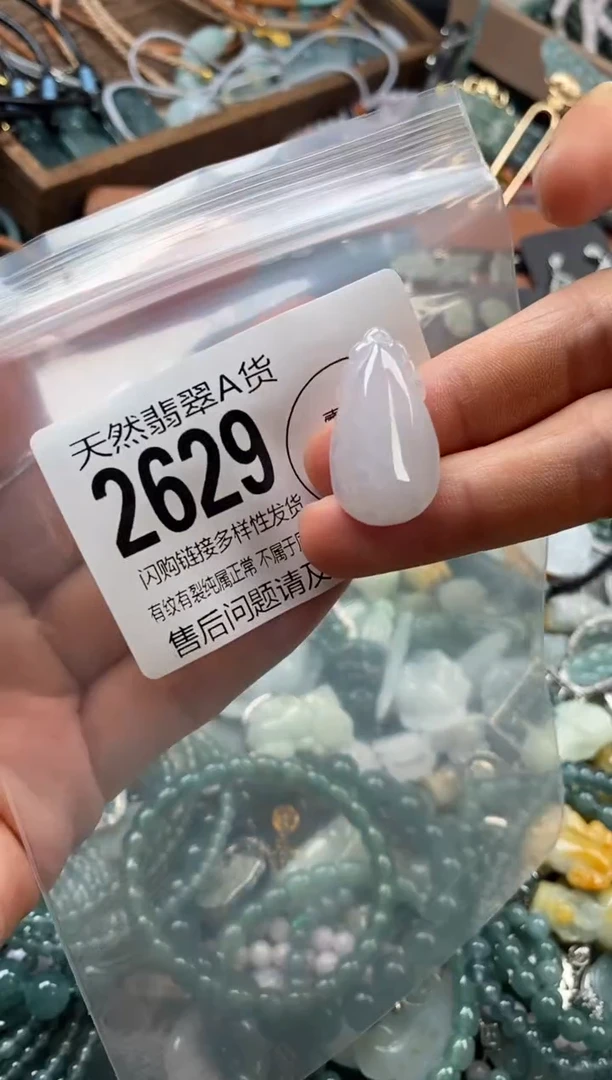 天然翡翠A货
2629
闪购链接多样性发货
有纹有裂纯属正常 不属于
售后问题请及